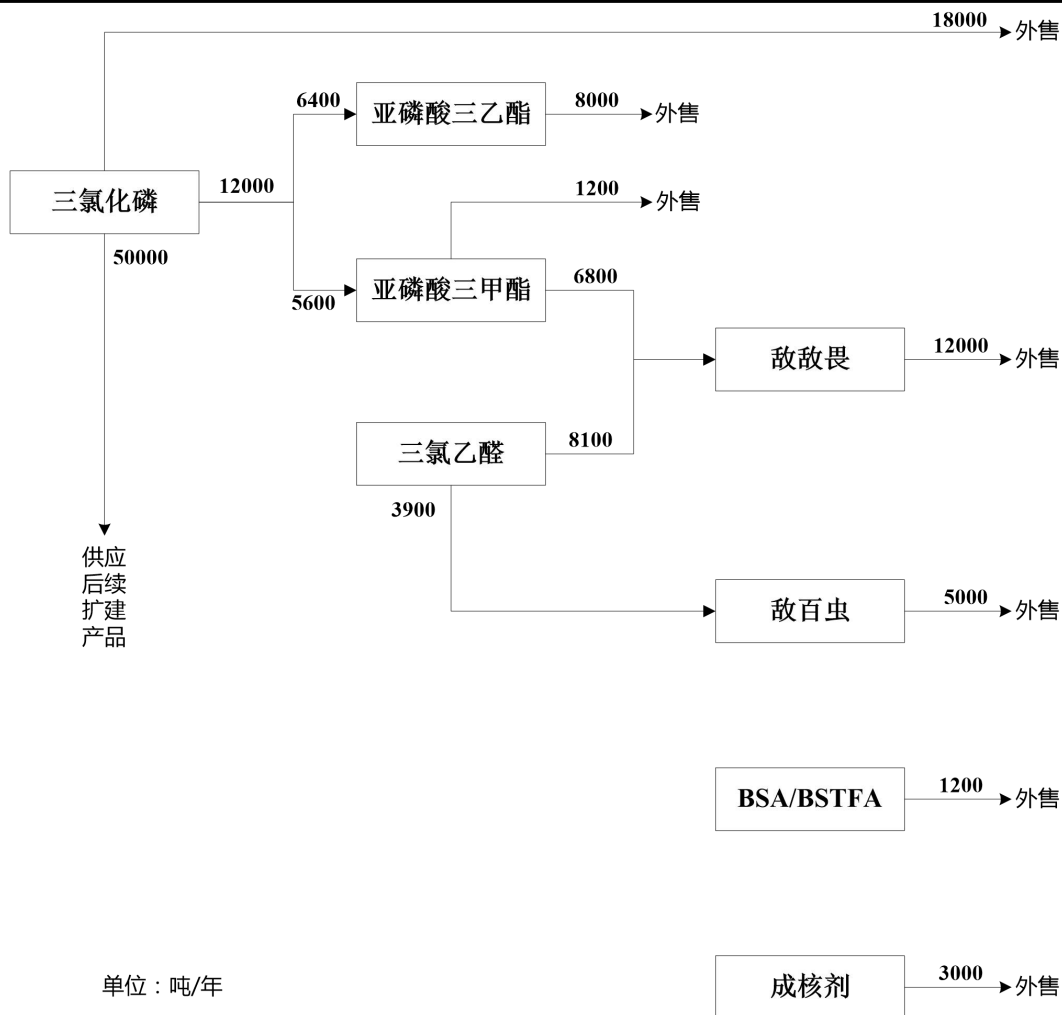 18000
外售
6400
亚磷酸三乙酯
8000
外售
三氯化磷
12000
1200
外售
50000
5600
亚磷酸三甲酯
6800
敌敌畏
12000
外售
三氯乙醛
8100
3900
供应
后续
扩建
产品
敌百虫
5000
外售
BSA/BSTFA
1200
外售
单位：吨/年
成核剂
3000
外售